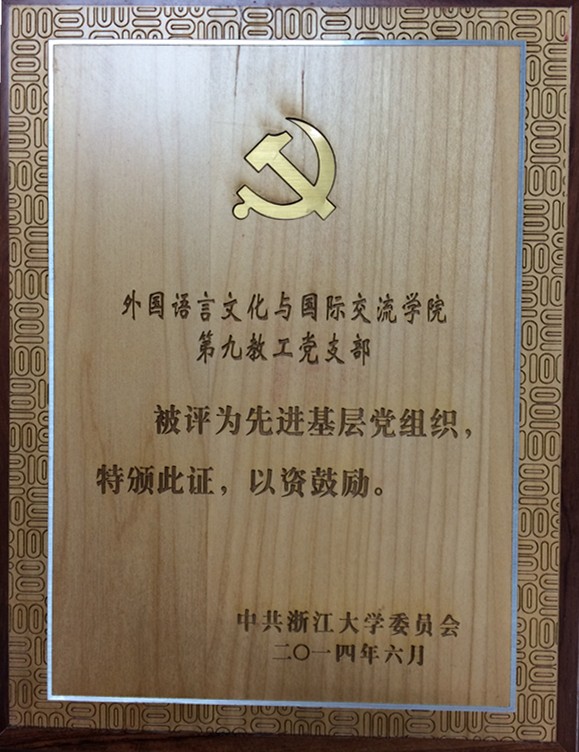 外国语言文化与国际交流学院
第九教工党支部
被评为先进基层党组织，
特颁此证，以资鼓励。
中共浙江大学委员会
二〇一四年六月